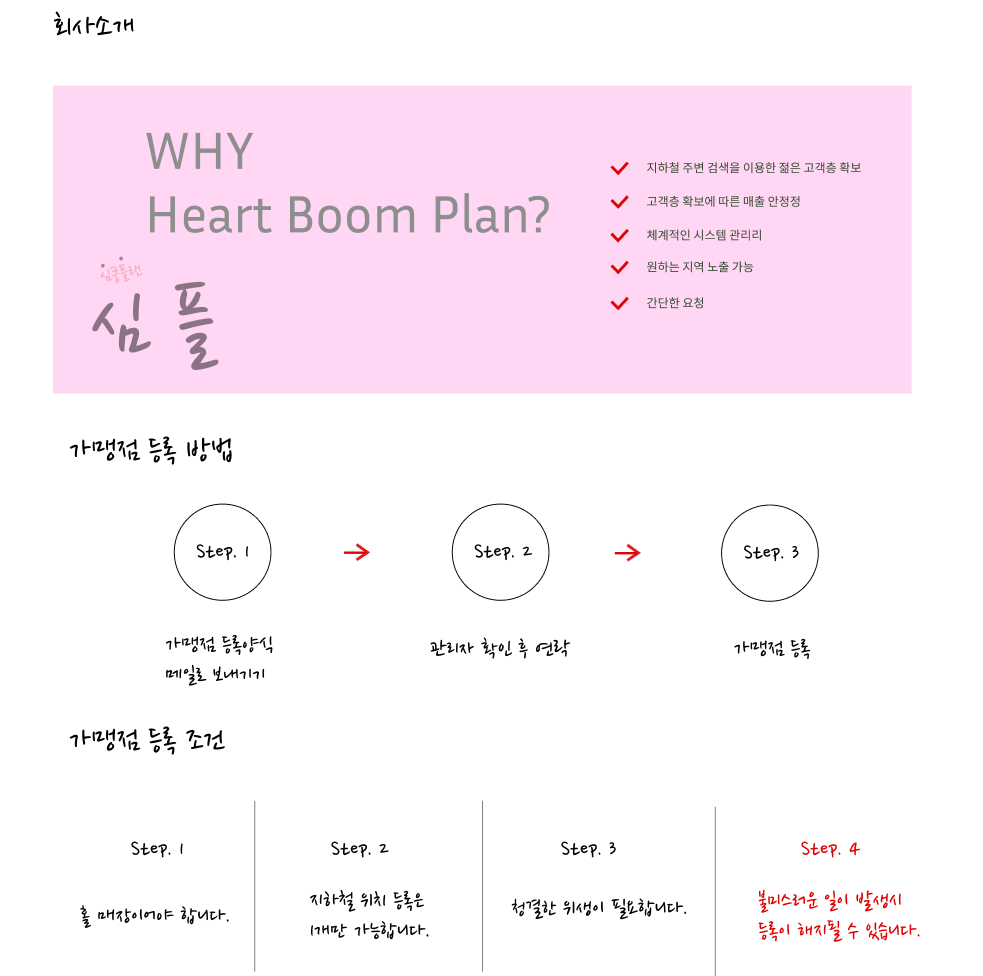 회사소개
WHY
Heart Boom Plan?
심쿵플랜
심 플
지하철 주변 검색을 이용한 젊은 고객층 확보
고객층 확보에 따른 매출 안정정
체계적인 시스템 관리리
원하는 지역 노출 가능
간단한 요청
가맹점 등록 방법
Step. 1
Step. 2
Step. 3
가맹점 등록양식
메일로 보내기기
관리자 확인 후 연락
가맹점 등록
가맹점 등록 조건
Step. 1
홀 매장이어야 합니다.
Step. 2
지하철 위치 등록은
1개만 가능합니다.
Step. 3
청결한 위생이 필요합니다.
Step. 4
불미스러운 일이 발생시
등록이 해지될 수 있습니다.